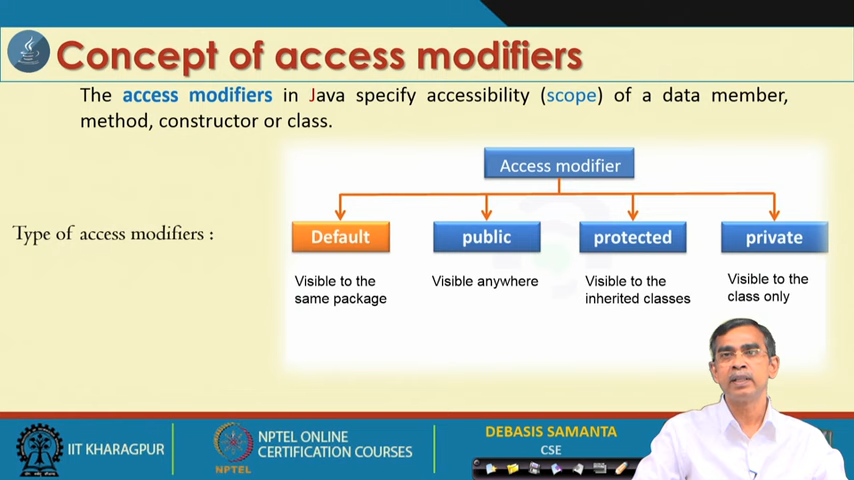 Concept of access modifiers
The access modifiers in Java specify accessibility (scope) of a data member,
method, constructor or class.
Access modifier
Type of access modifiers :
Default
public
protected
private
Visible to the
same package
Visible anywhere
Visible to the
inherited classes
Visible to the
class only
IIT KHARAGPUR
NPTEL
NPTEL ONLINE
CERTIFICATION COURSES
DEBASIS SAMANTA
CSE